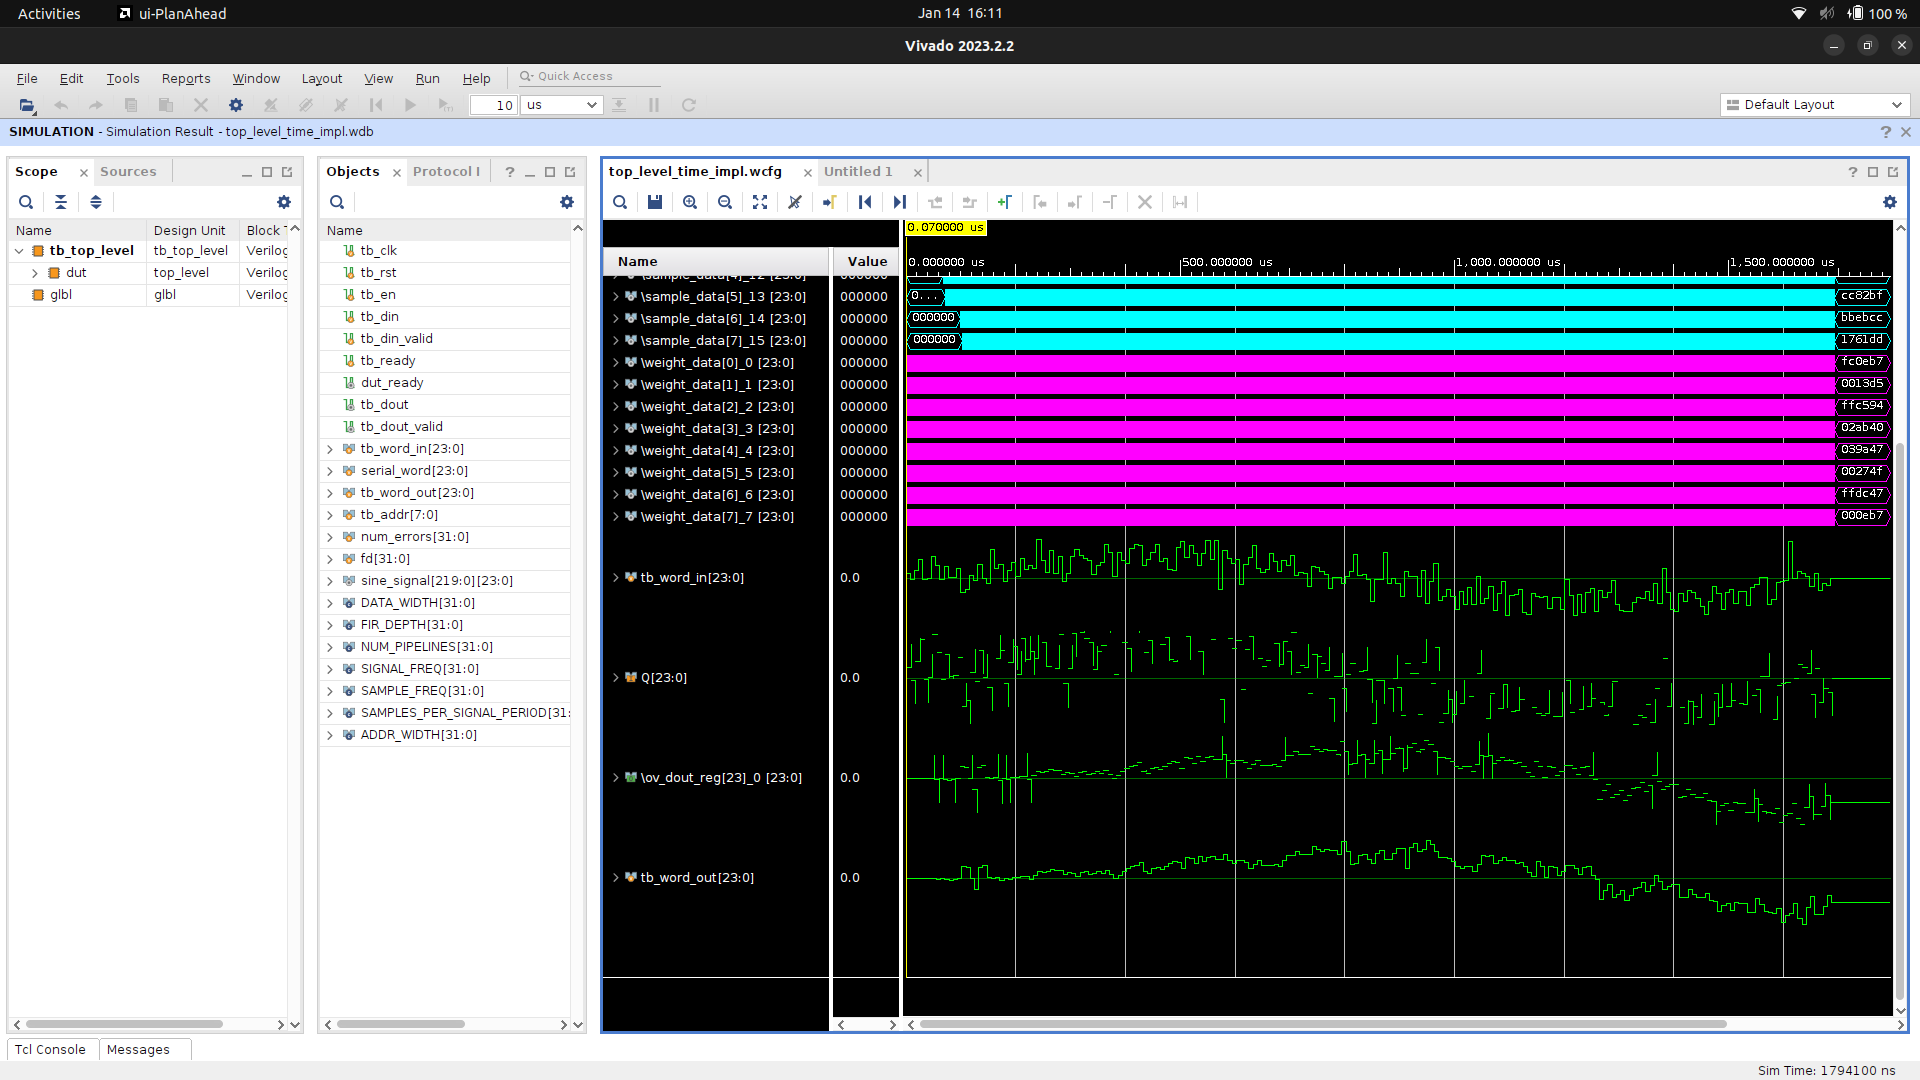 Activities
ui-PlanAhead
Jan 14 16:11
100 %
Vivado 2023.2.2
File Edit Tools Reports Window Layout View Run Help
Quick Access
10 us
Default Layout
SIMULATION - Simulation Result - top_level_time_impl.wdb
Scope Sources
Name Design Unit Block T
tb_top_level tb_top_level Verilog
dut top_level Verilog
glbl glbl Verilog
Objects Protocol I
Name
tb_clk
tb_rst
tb_en
tb_din
tb_din_valid
tb_ready
dut_ready
tb_dout
tb_dout_valid
tb_word_in[23:0]
serial_word[23:0]
tb_word_out[23:0]
tb_addr[7:0]
num_errors[31:0]
fd[31:0]
sine_signal[219:0][23:0]
DATA_WIDTH[31:0]
FIR_DEPTH[31:0]
NUM_PIPELINES[31:0]
SIGNAL_FREQ[31:0]
SAMPLE_FREQ[31:0]
SAMPLES_PER_SIGNAL_PERIOD[31:
ADDR_WIDTH[31:0]
top_level_time_impl.wcfg Untitled 1
0.070000 us
Name Value
0.000000 us 500.000000 us 1,000.000000 us 1,500.000000 us
\sample_data[4]_12 [23:0] 000000
\sample_data[5]_13 [23:0] 000000 0... cc82bf
\sample_data[6]_14 [23:0] 000000 000000 bbebcc
\sample_data[7]_15 [23:0] 000000 000000 1761dd
\weight_data[0]_0 [23:0] 000000 fc0eb7
\weight_data[1]_1 [23:0] 000000 0013d5
\weight_data[2]_2 [23:0] 000000 ffc594
\weight_data[3]_3 [23:0] 000000 02ab40
\weight_data[4]_4 [23:0] 000000 039a47
\weight_data[5]_5 [23:0] 000000 00274f
\weight_data[6]_6 [23:0] 000000 ffdc47
\weight_data[7]_7 [23:0] 000000 000eb7
tb_word_in[23:0] 0.0
Q[23:0] 0.0
\ov_dout_reg[23]_0 [23:0] 0.0
tb_word_out[23:0] 0.0
Tcl Console Messages
Sim Time: 1794100 ns